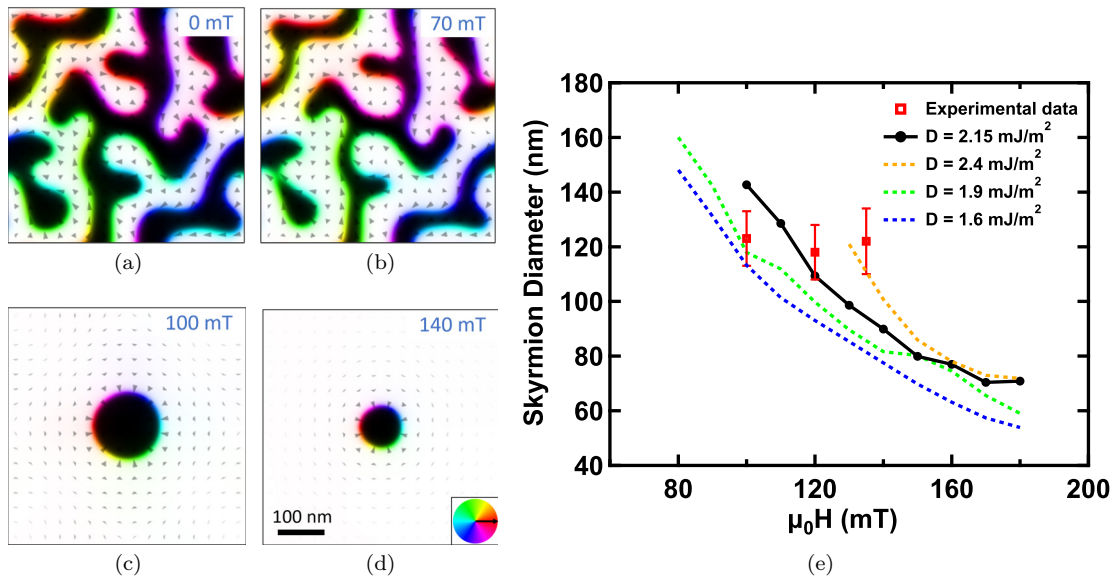 0 mT
70 mT
(a)
(b)
100 mT
140 mT
100 nm
(c)
(d)
Skyrmion Diameter (nm)
180
160
140
120
100
80
60
40
80
120
160
200
μ₀H (mT)
Experimental data
D = 2.15 mJ/m²
D = 2.4 mJ/m²
D = 1.9 mJ/m²
D = 1.6 mJ/m²
(e)